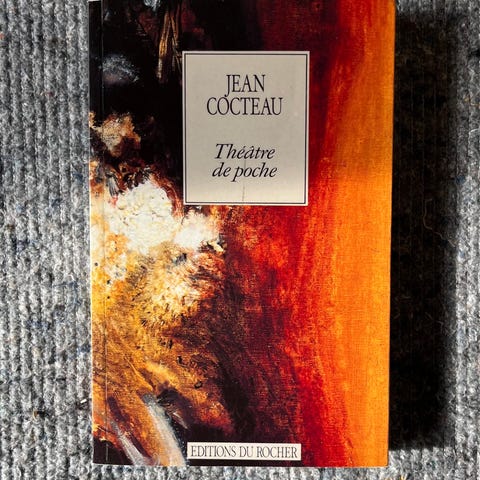 JEAN
COCTEAU
Théâtre
de poche
EDITIONS DU ROCHER